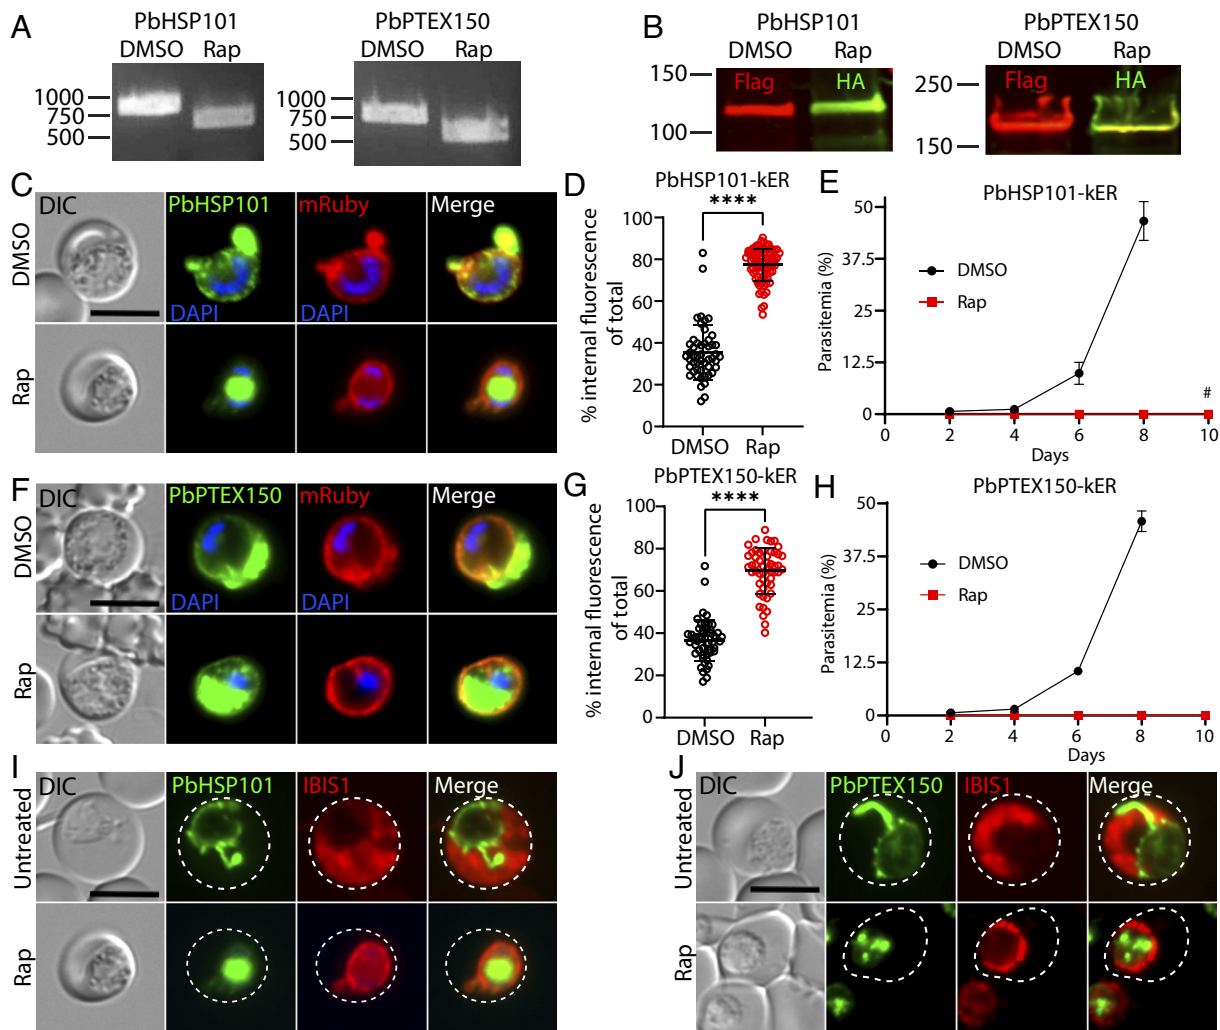 A
PbHSP101
PbPTEX150
DMSO Rap
DMSO Rap
1000
750
500
1000
750
500
B
PbHSP101
PbPTEX150
DMSO Rap
DMSO Rap
150
100
Flag HA
250
150
Flag HA
C
DIC PbHSP101 mRuby Merge
DMSO
DAPI DAPI
Rap
D
PbHSP101-kER
****
% internal fluorescence
of total
100
80
60
40
20
0
DMSO Rap
E
PbHSP101-kER
Parasitemia (%)
50
37.5
25
12.5
0
DMSO
Rap
#
0 2 4 6 8 10
Days
F
DIC PbPTEX150 mRuby Merge
DMSO
DAPI DAPI
Rap
G
PbPTEX150-kER
****
% internal fluorescence
of total
100
80
60
40
20
0
DMSO Rap
H
PbPTEX150-kER
Parasitemia (%)
50
37.5
25
12.5
0
DMSO
Rap
0 2 4 6 8 10
Days
I
DIC PbHSP101 IBIS1 Merge
Untreated
Rap
J
DIC PbPTEX150 IBIS1 Merge
Untreated
Rap